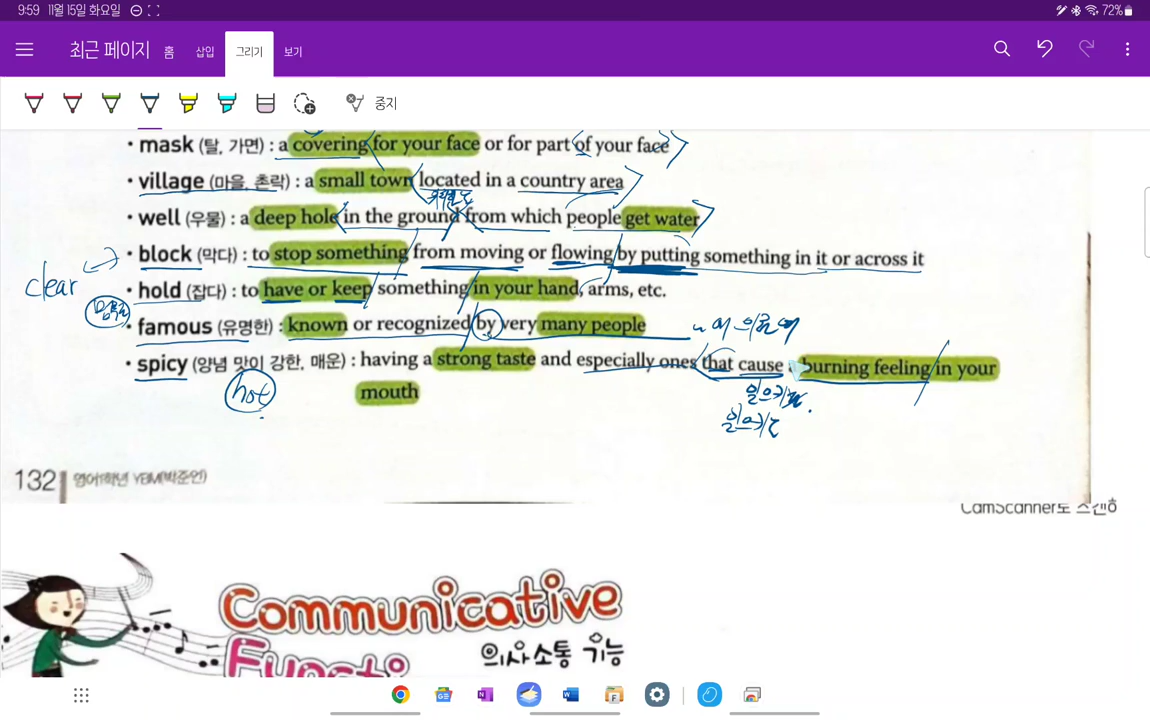 9:59 11월 15일 화요일 72%
최근 페이지 홈 삽입 그리기 보기
중지
• mask (탈, 가면) : a covering for your face or for part of your face
• village (마을, 촌락) : a small town located in a country area
• well (우물) : a deep hole in the ground from which people get water
• block (막다) : to stop something from moving or flowing by putting something in it or across it
clear
• hold (잡다) : to have or keep something in your hand, arms, etc.
• famous (유명한) : known or recognized by very many people ~에 의하여
• spicy (양념 맛이 강한, 매운) : having a strong taste and especially ones that cause a burning feeling in your
hot mouth
132 영어1학년 YBM(박준언)
CamScanner로 스캔하
Communicative
Functi 의사소통 기능